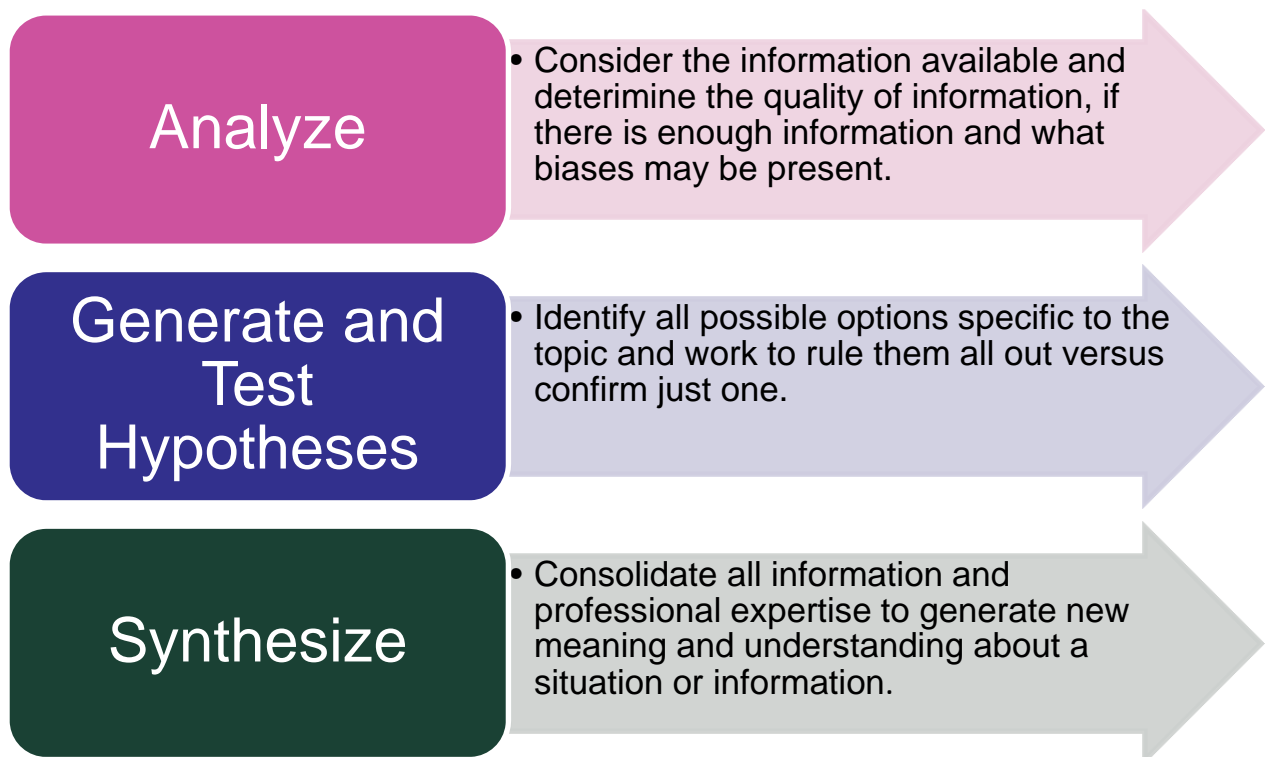 Analyze
• Consider the information available and
deterimine the quality of information, if
there is enough information and what
biases may be present.
Generate and
Test
Hypotheses
• Identify all possible options specific to the
topic and work to rule them all out versus
confirm just one.
Synthesize
• Consolidate all information and
professional expertise to generate new
meaning and understanding about a
situation or information.